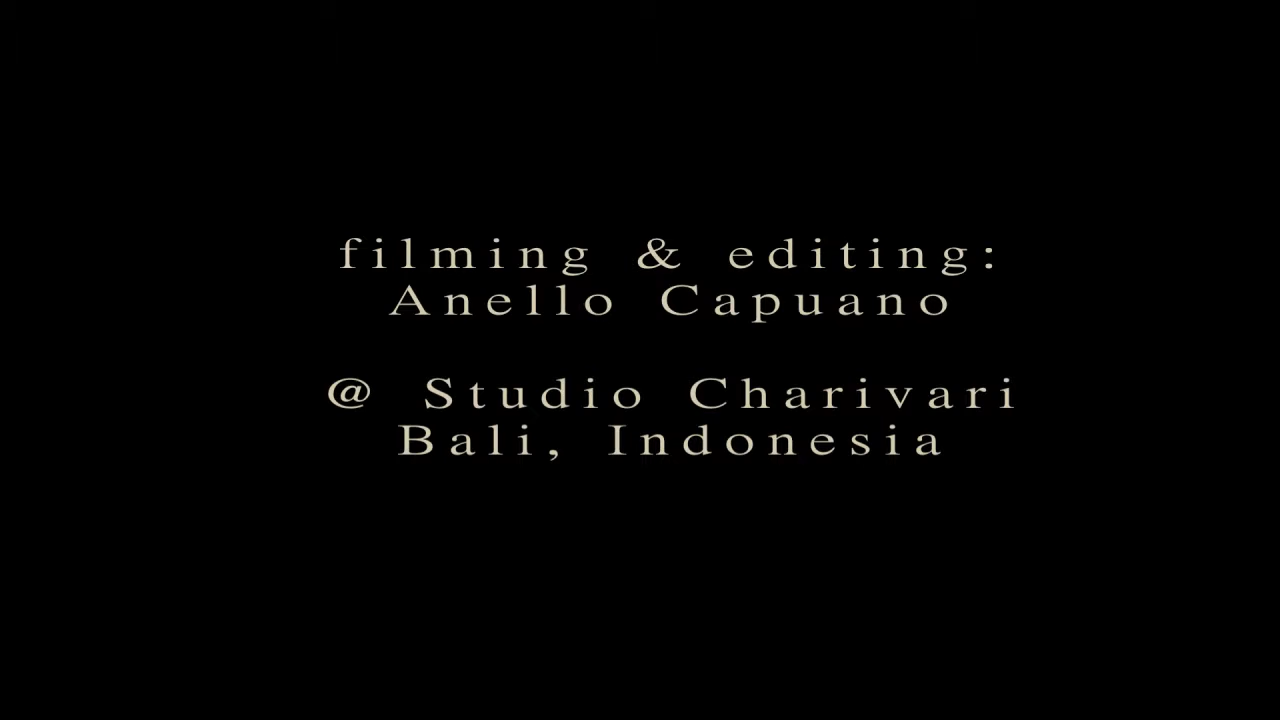 filming & editing:
Anello Capuano
@ Studio Charivari
Bali, Indonesia